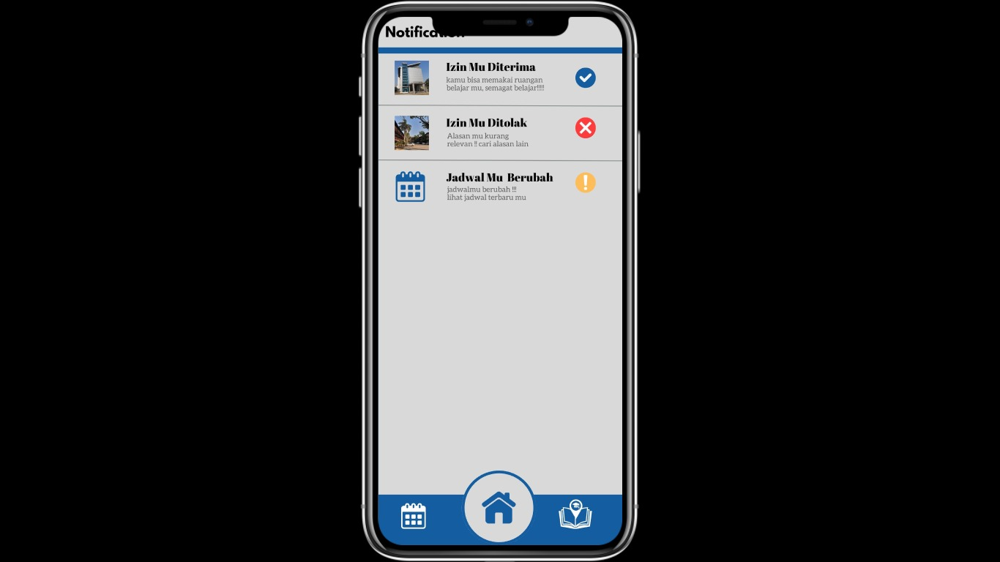 Notification
Izin Mu Diterima
kamu bisa memakai ruangan
belajar mu, semagat belajar!!!!!
Izin Mu Ditolak
Alasan mu kurang
relevan !! cari alasan lain
Jadwal Mu Berubah
jadwalmu berubah !!!
lihat jadwal terbaru mu